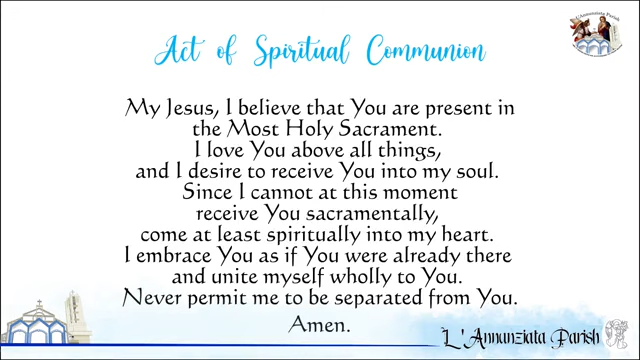 Act of Spiritual Communion
My Jesus, I believe that You are present in
the Most Holy Sacrament.
I love You above all things,
and I desire to receive You into my soul.
Since I cannot at this moment
receive You sacramentally,
come at least spiritually into my heart.
I embrace You as if You were already there
and unite myself wholly to You.
Never permit me to be separated from You.
Amen.
L'Annunziata Parish